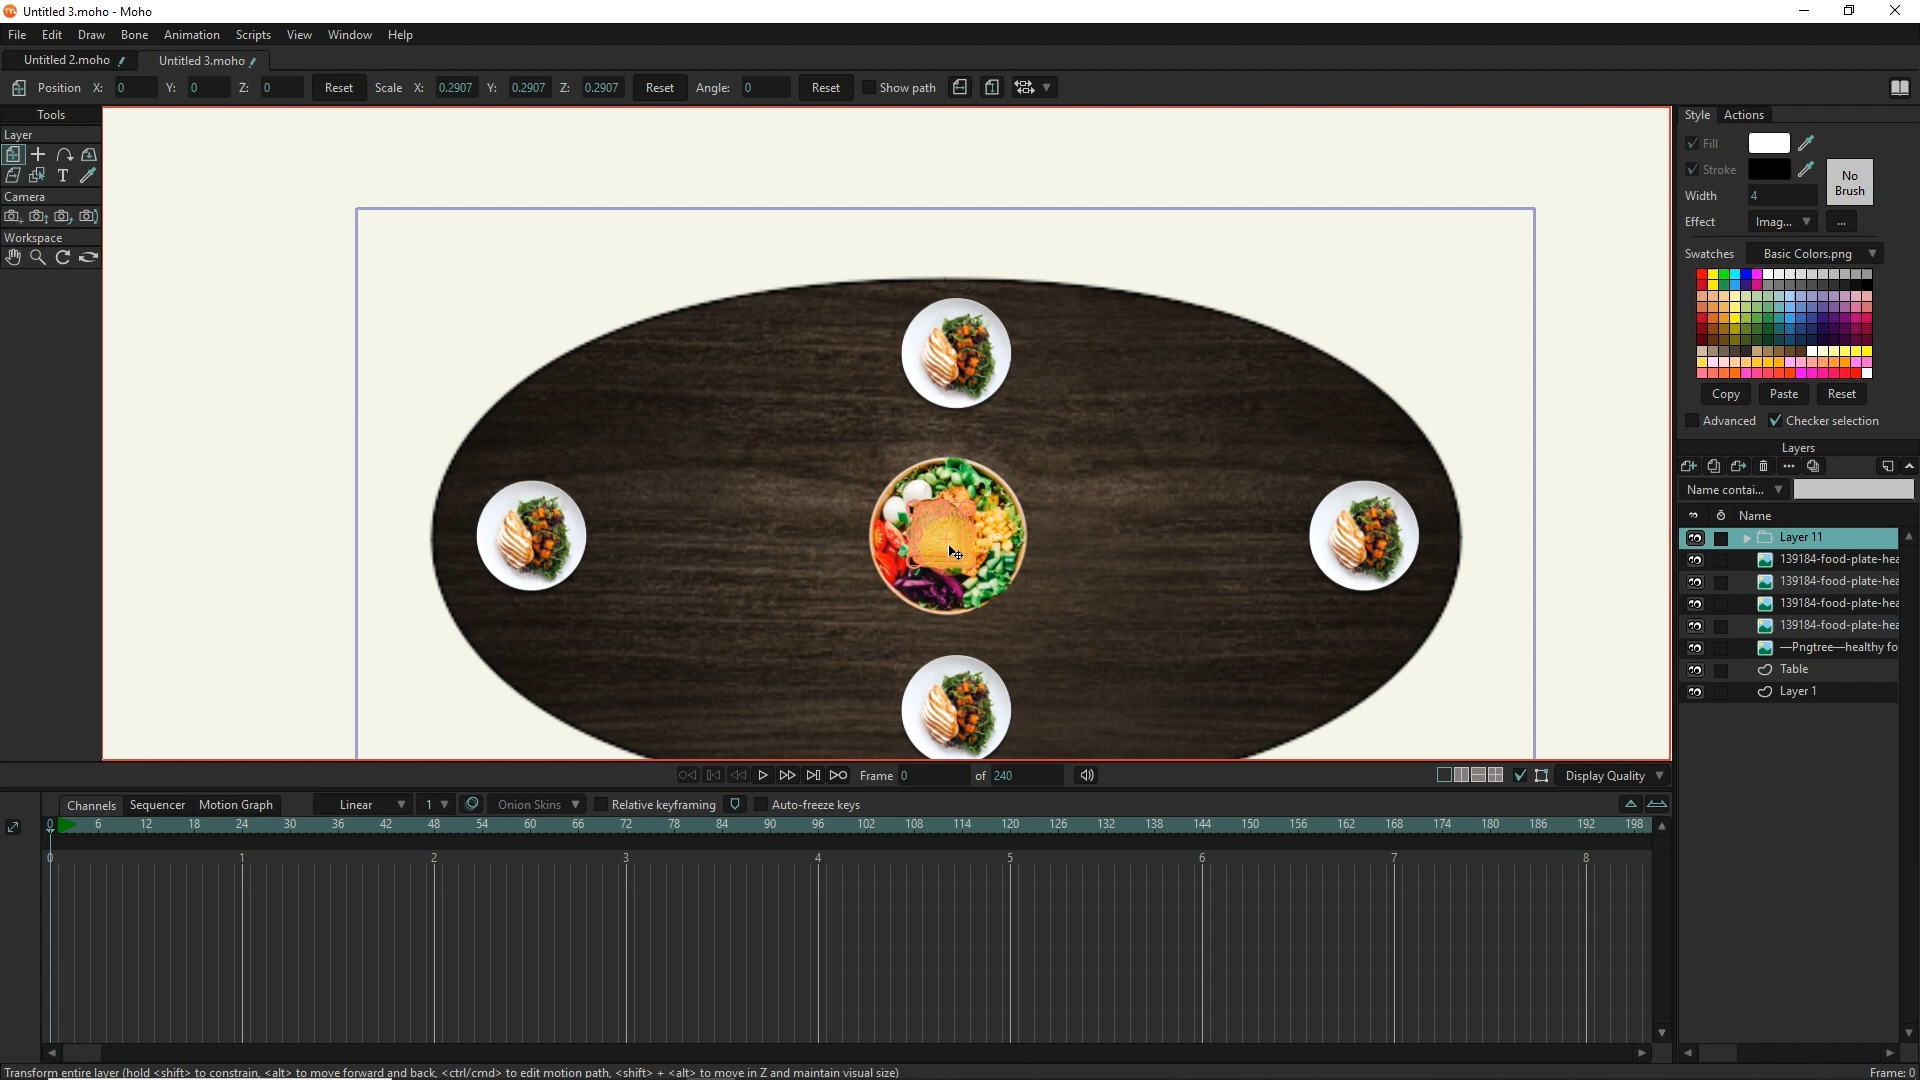 Untitled 3.moho - Moho
File Edit Draw Bone Animation Scripts View Window Help
Untitled 2.moho Untitled 3.moho
Position X: 0 Y: 0 Z: 0 Reset Scale X: 0.2907 Y: 0.2907 Z: 0.2907 Reset Angle: 0 Reset Show path
Tools
Layer
T
Camera
Workspace
Style Actions
Fill
Stroke
No
Brush
Width 4
Effect Imag... ...
Swatches Basic Colors.png
Copy Paste Reset
Advanced Checker selection
Layers
Name contai...
Name
Layer 11
139184-food-plate-hea
139184-food-plate-hea
139184-food-plate-hea
139184-food-plate-hea
—Pngtree—healthy fo
Table
Layer 1
Frame 0 of 240 Display Quality
Channels Sequencer Motion Graph Linear 1 Onion Skins Relative keyframing Auto-freeze keys
0 6 12 18 24 30 36 42 48 54 60 66 72 78 84 90 96 102 108 114 120 126 132 138 144 150 156 162 168 174 180 186 192 198
0 1 2 3 4 5 6 7 8
Transform entire layer (hold <shift> to constrain, <alt> to move forward and back, <ctrl/cmd> to edit motion path, <shift> + <alt> to move in Z and maintain visual size) Frame: 0